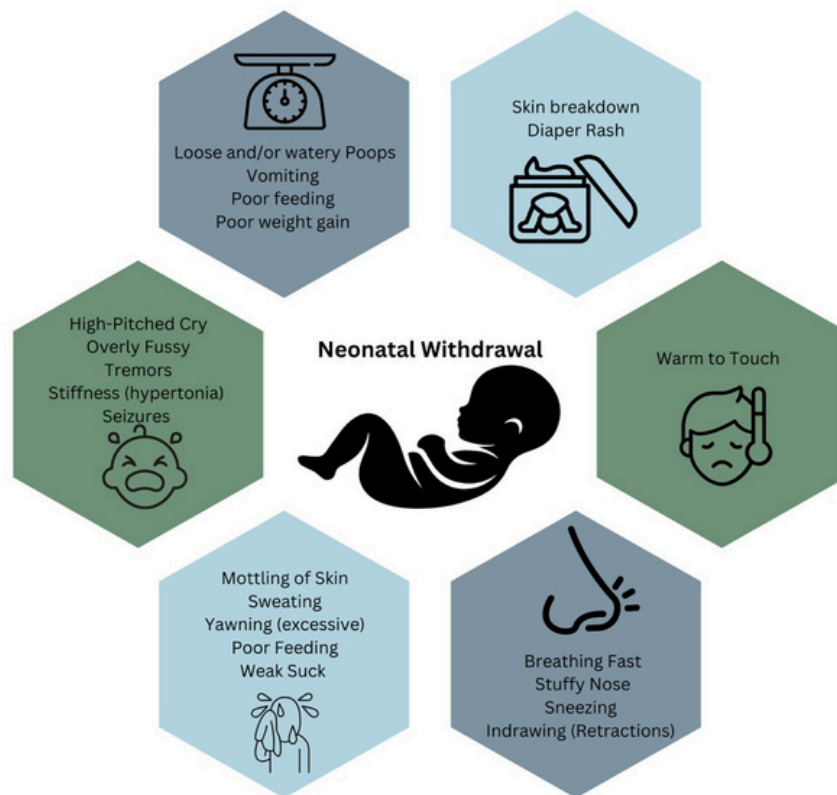 Loose and/or watery Poops
Vomiting
Poor feeding
Poor weight gain
Skin breakdown
Diaper Rash
High-Pitched Cry
Overly Fussy
Tremors
Stiffness (hypertonia)
Seizures
Neonatal Withdrawal
Warm to Touch
Mottling of Skin
Sweating
Yawning (excessive)
Poor Feeding
Weak Suck
Breathing Fast
Stuffy Nose
Sneezing
Indrawing (Retractions)